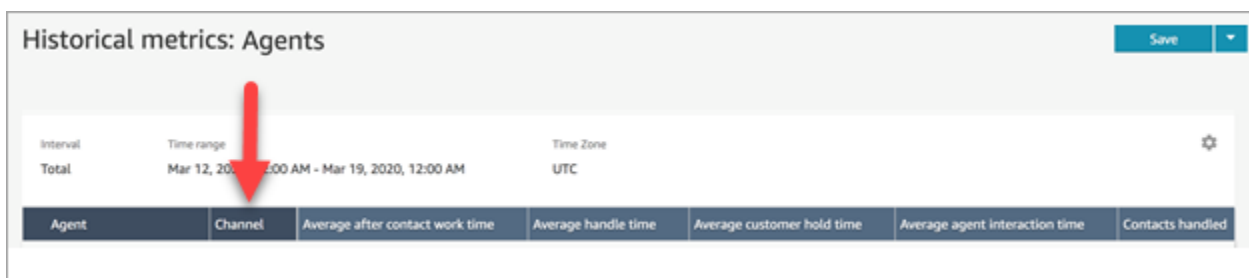 Historical metrics: Agents
Save
Interval Time range Time Zone
Total Mar 12, 20 :00 AM - Mar 19, 2020, 12:00 AM UTC
Agent Channel Average after contact work time Average handle time Average customer hold time Average agent interaction time Contacts handled